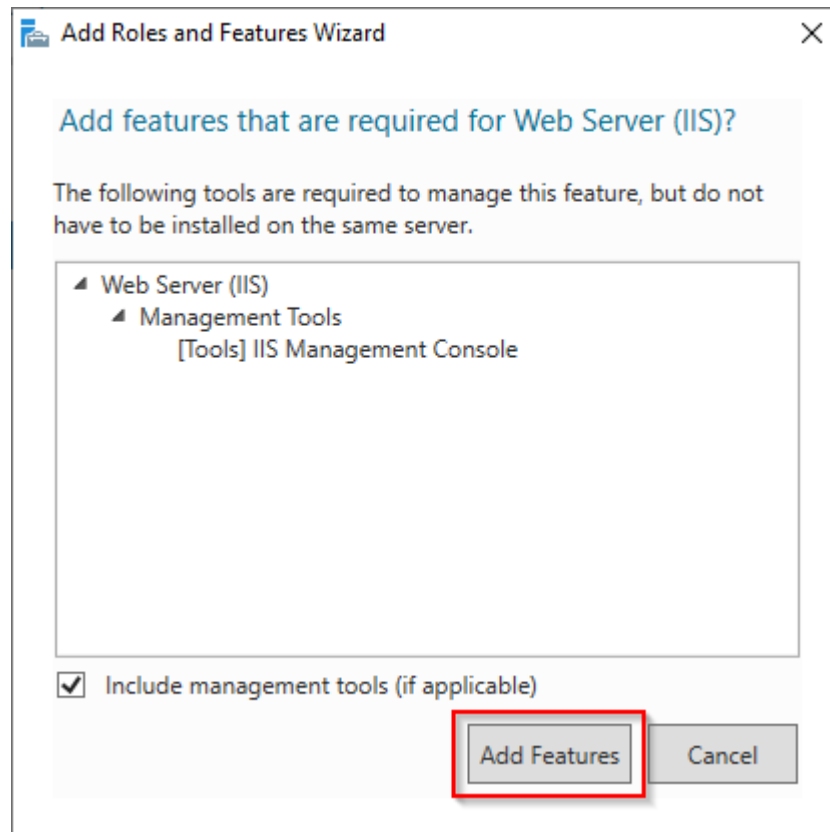 Add Roles and Features Wizard
Add features that are required for Web Server (IIS)?
The following tools are required to manage this feature, but do not
have to be installed on the same server.
Web Server (IIS)
Management Tools
[Tools] IIS Management Console
Include management tools (if applicable)
Add Features
Cancel